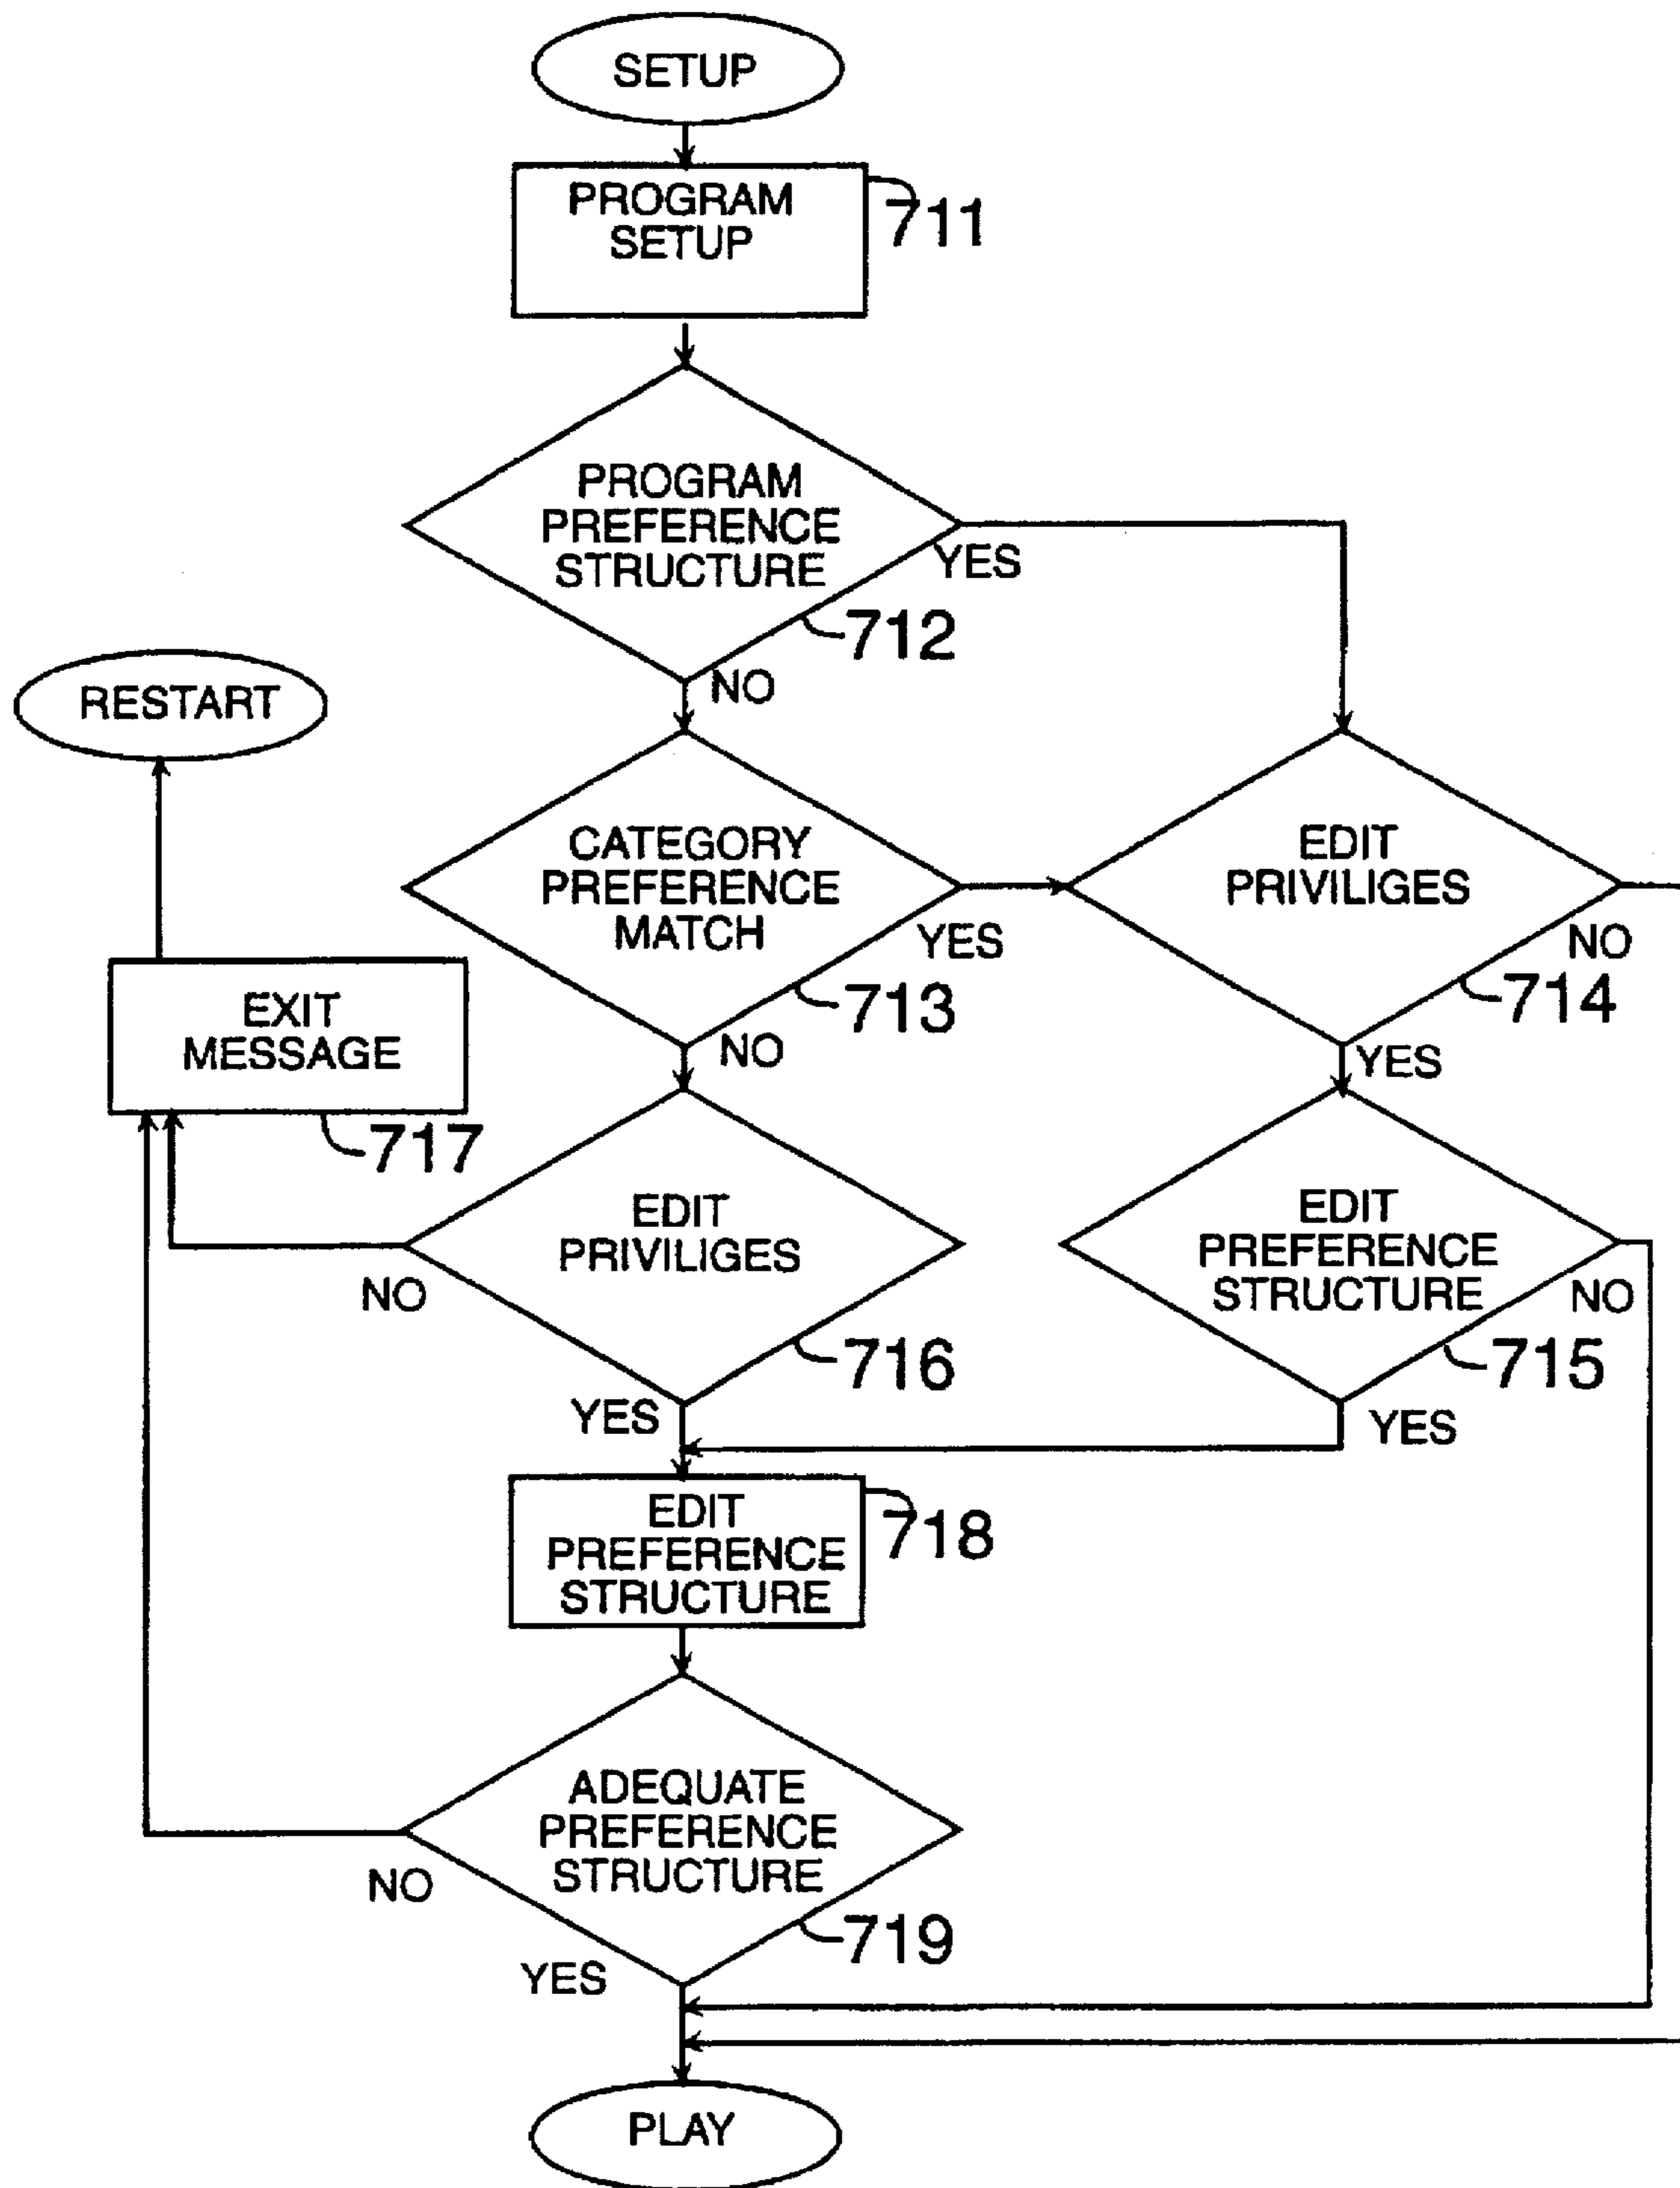 SETUP
PROGRAM
SETUP
711
PROGRAM
PREFERENCE
STRUCTURE
YES
712
NO
RESTART
CATEGORY
PREFERENCE
MATCH
YES
713
NO
EDIT
PRIVILIGES
NO
714
YES
EXIT
MESSAGE
717
EDIT
PRIVILIGES
NO
716
YES
EDIT
PREFERENCE
STRUCTURE
NO
715
YES
EDIT
PREFERENCE
STRUCTURE
718
ADEQUATE
PREFERENCE
STRUCTURE
NO
719
YES
PLAY